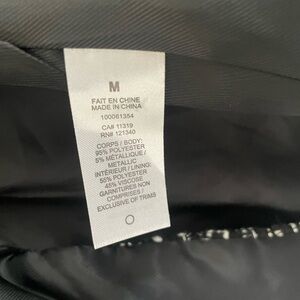 M
FAIT EN CHINE
MADE IN CHINA
100061354
CA# 11319
RN# 121340
CORPS / BODY:
95% POLYESTER
5% METALLIQUE /
METALLIC
INTÉRIEUR / LINING:
55% POLYESTER
45% VISCOSE
GARNITURES NON
COMPRISES /
EXCLUSIVE OF TRIMS